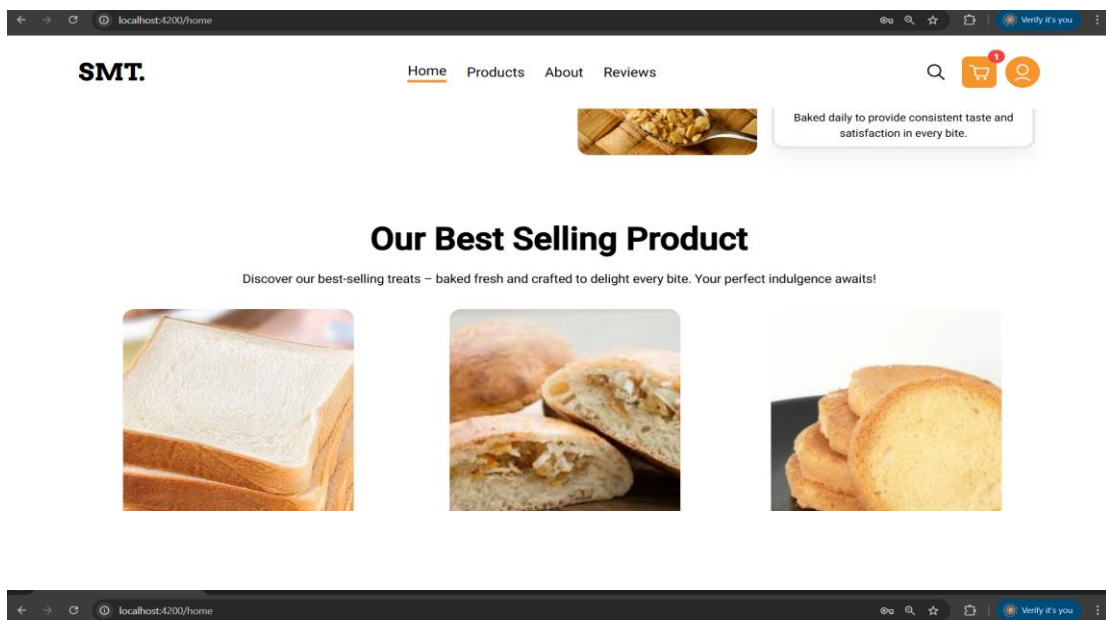 localhost:4200/home
Verify it's you
SMT.
Home Products About Reviews
1
Baked daily to provide consistent taste and
satisfaction in every bite.
Our Best Selling Product
Discover our best-selling treats – baked fresh and crafted to delight every bite. Your perfect indulgence awaits!
localhost:4200/home
Verify it's you